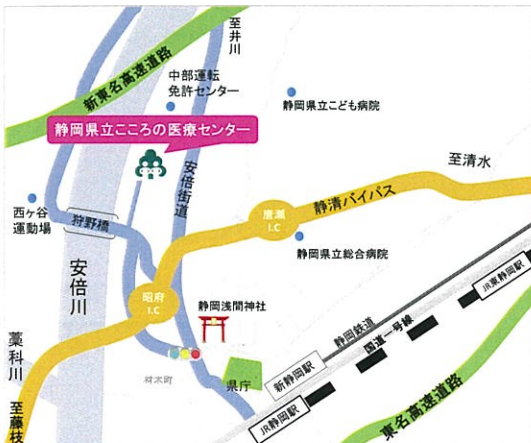 至井川
新東名高速道路
中部運転
免許センター
静岡県立こども病院
静岡県立こころの医療センター
安倍街道
至清水
静清バイパス
唐瀬
I.C
西ヶ谷
運動場
狩野橋
静岡県立総合病院
安倍川
昭府
I.C
静岡浅間神社
JR東静岡駅
静岡鉄道
国道一号線
藁科川
材木町
県庁
新静岡駅
JR静岡駅
東名高速道路
至藤枝